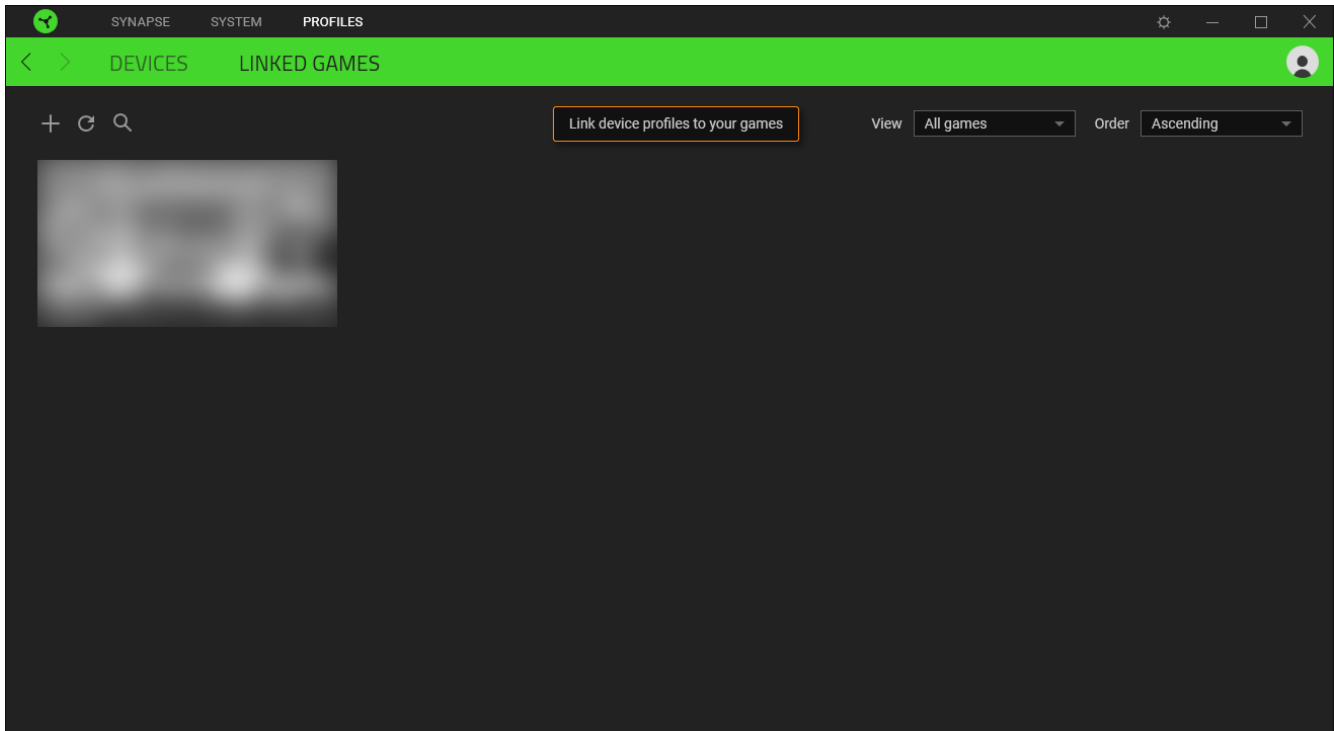 SYNAPSE SYSTEM PROFILES
DEVICES LINKED GAMES
Link device profiles to your games View All games Order Ascending